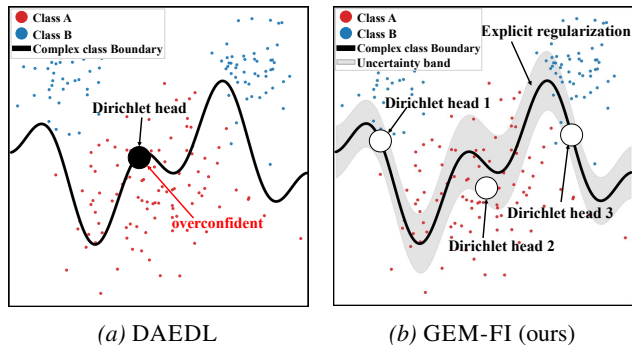 Class A
Class B
Complex class Boundary
Dirichlet head
overconfident
(a) DAEDL
Class A
Class B
Complex class Boundary
Uncertainty band
Explicit regularization
Dirichlet head 1
Dirichlet head 3
Dirichlet head 2
(b) GEM-FI (ours)